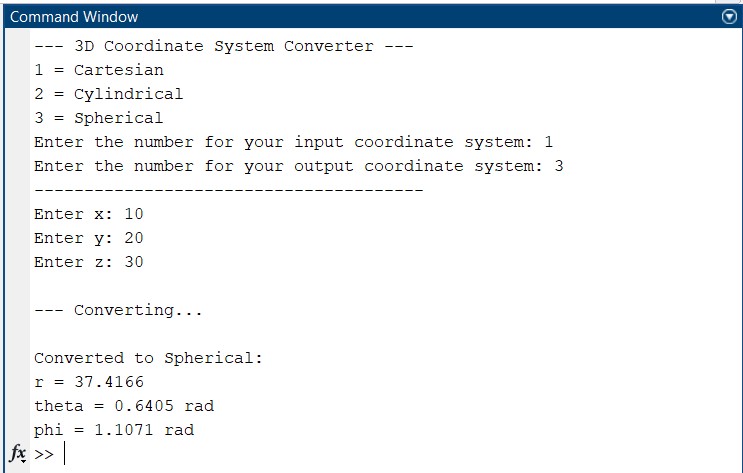 Command Window
--- 3D Coordinate System Converter ---
1 = Cartesian
2 = Cylindrical
3 = Spherical
Enter the number for your input coordinate system: 1
Enter the number for your output coordinate system: 3
---------------------------------------
Enter x: 10
Enter y: 20
Enter z: 30
--- Converting...
Converted to Spherical:
r = 37.4166
theta = 0.6405 rad
phi = 1.1071 rad
fx >>